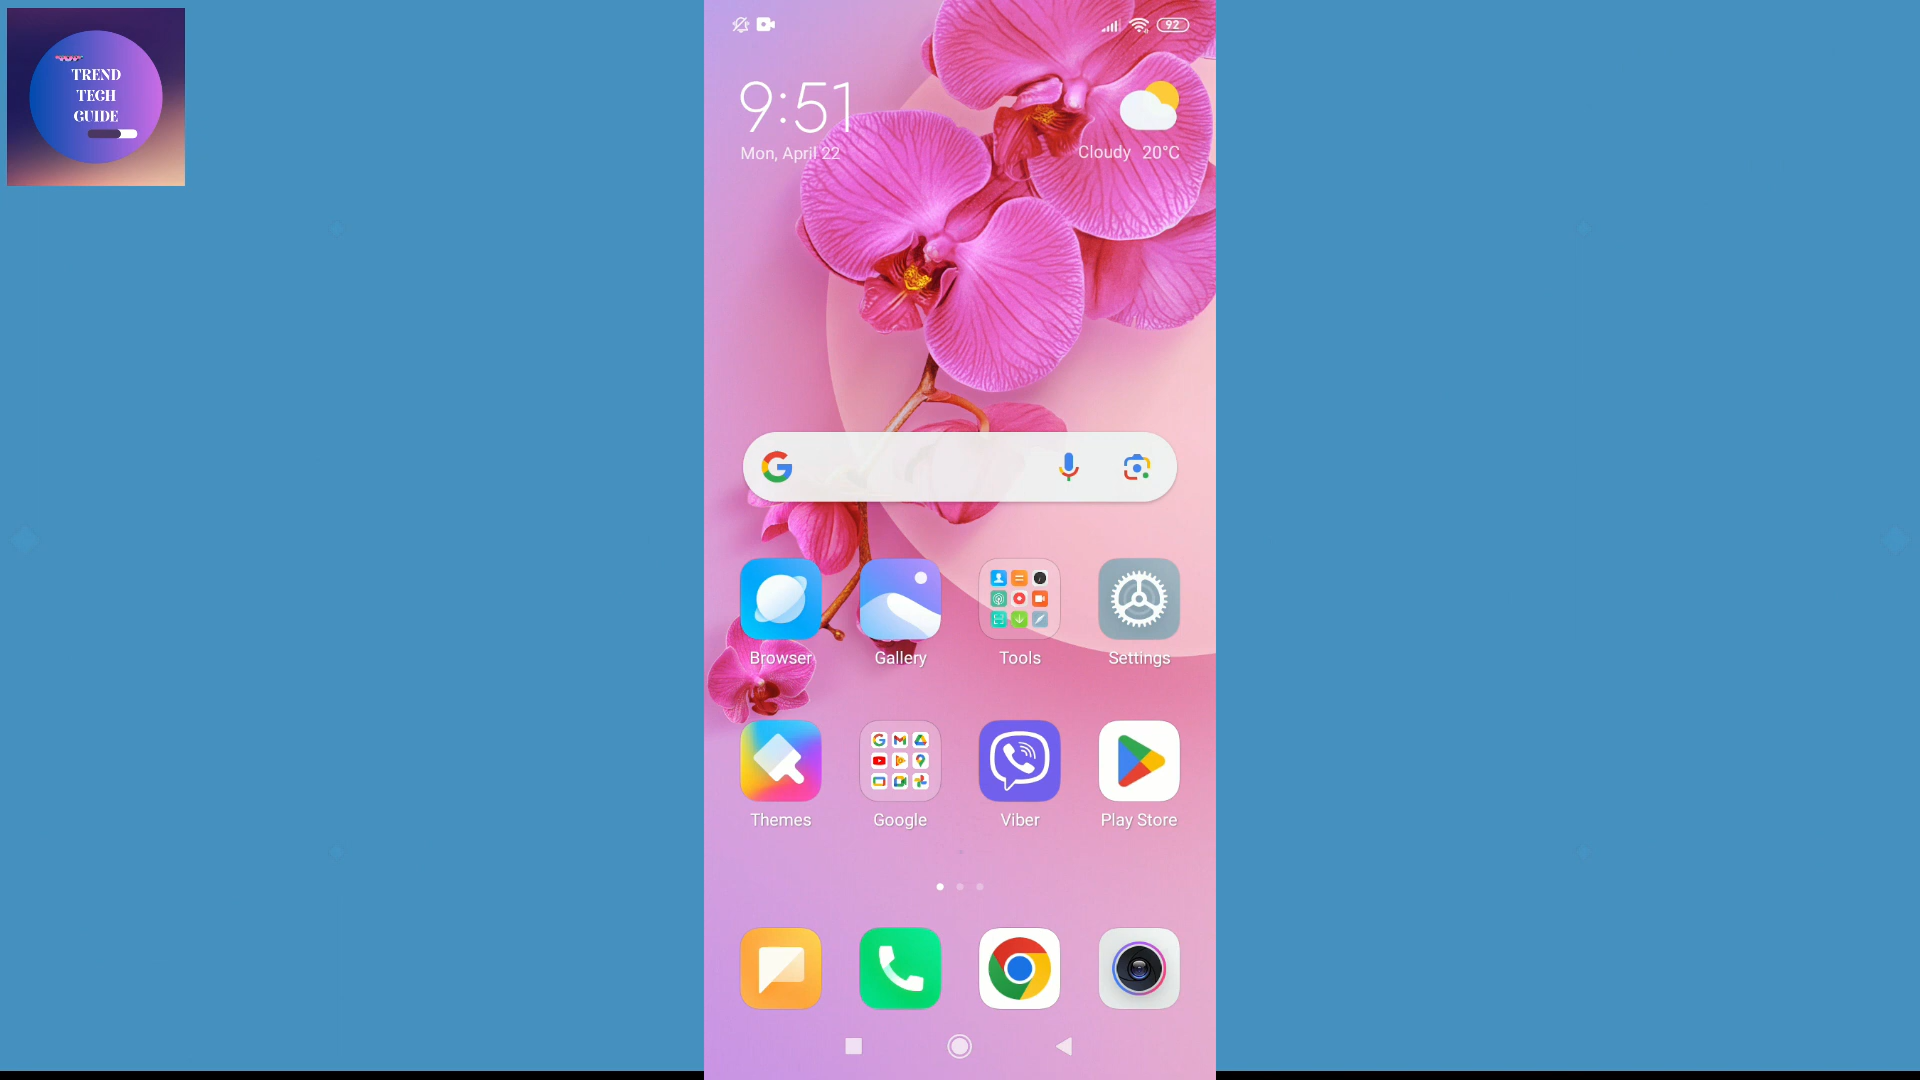 TREND
TECH
GUIDE
92
9:51
Mon, April 22
Cloudy 20°C
Browser
Gallery
Tools
Settings
Themes
Google
Viber
Play Store